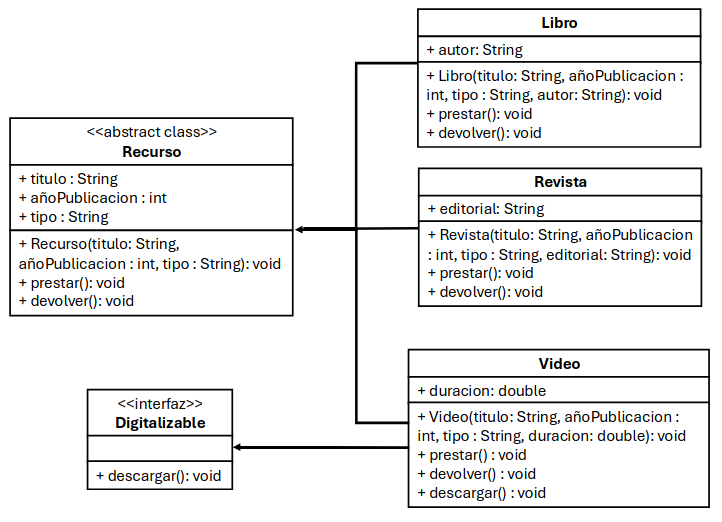 <<abstract class>>
Recurso
+ titulo : String
+ añoPublicacion : int
+ tipo : String
+ Recurso(titulo: String,
añoPublicacion : int, tipo : String): void
+ prestar(): void
+ devolver(): void
<<interfaz>>
Digitalizable
+ descargar(): void
Libro
+ autor: String
+ Libro(titulo: String, añoPublicacion :
int, tipo : String, autor: String): void
+ prestar(): void
+ devolver(): void
Revista
+ editorial: String
+ Revista(titulo: String, añoPublicacion
: int, tipo : String, editorial: String): void
+ prestar(): void
+ devolver(): void
Video
+ duracion: double
+ Video(titulo: String, añoPublicacion :
int, tipo : String, duracion: double): void
+ prestar() : void
+ devolver() : void
+ descargar() : void